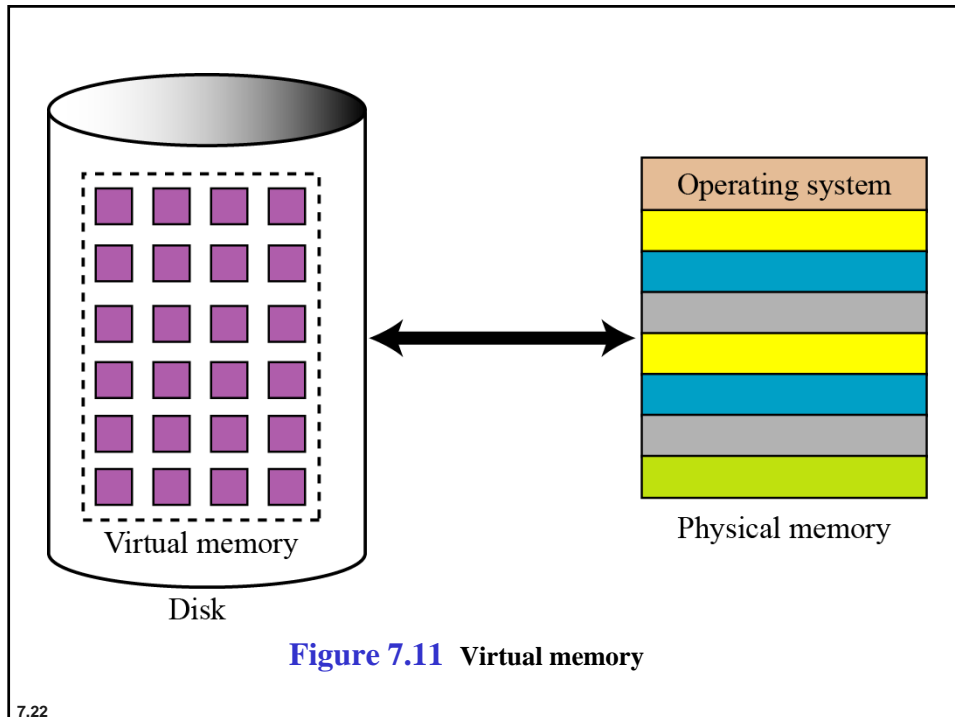 Operating system
Virtual memory
Physical memory
Disk
Figure 7.11 Virtual memory
7.22